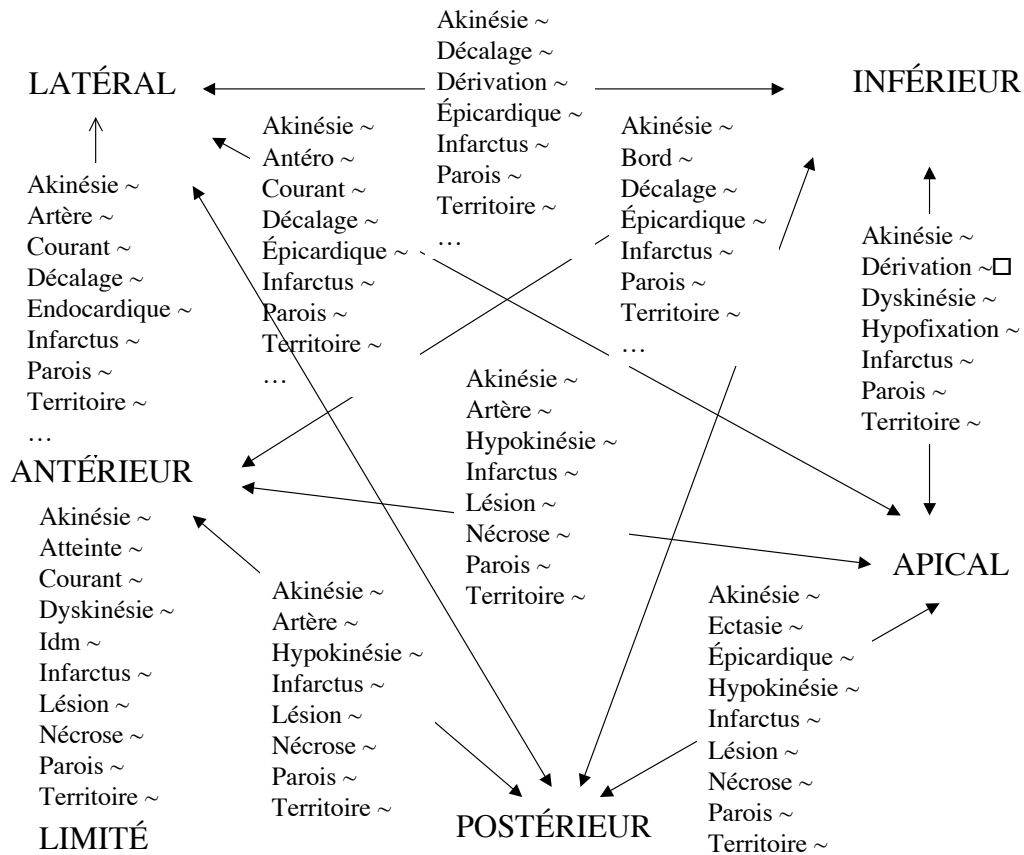 LATÉRAL
INFÉRIEUR
Akinésie ~
Décalage ~
Dérivation ~
Épicardique ~
Infarctus ~
Parois ~
Territoire ~
…
Akinésie ~
Artère ~
Courant ~
Décalage ~
Endocardique ~
Infarctus ~
Parois ~
Territoire ~
…
Akinésie ~
Antéro ~
Courant ~
Décalage ~
Épicardique ~
Infarctus ~
Parois ~
Territoire ~
…
Akinésie ~
Bord ~
Décalage ~
Épicardique ~
Infarctus ~
Parois ~
Territoire ~
…
Akinésie ~
Dérivation ~□
Dyskinésie ~
Hypofixation ~
Infarctus ~
Parois ~
Territoire ~
ANTÉRIEUR
Akinésie ~
Artère ~
Hypokinésie ~
Infarctus ~
Lésion ~
Nécrose ~
Parois ~
Territoire ~
APICAL
Akinésie ~
Atteinte ~
Courant ~
Dyskinésie ~
Idm ~
Infarctus ~
Lésion ~
Nécrose ~
Parois ~
Territoire ~
LIMITÉ
Akinésie ~
Artère ~
Hypokinésie ~
Infarctus ~
Lésion ~
Nécrose ~
Parois ~
Territoire ~
POSTÉRIEUR
Akinésie ~
Ectasie ~
Épicardique ~
Hypokinésie ~
Infarctus ~
Lésion ~
Nécrose ~
Parois ~
Territoire ~